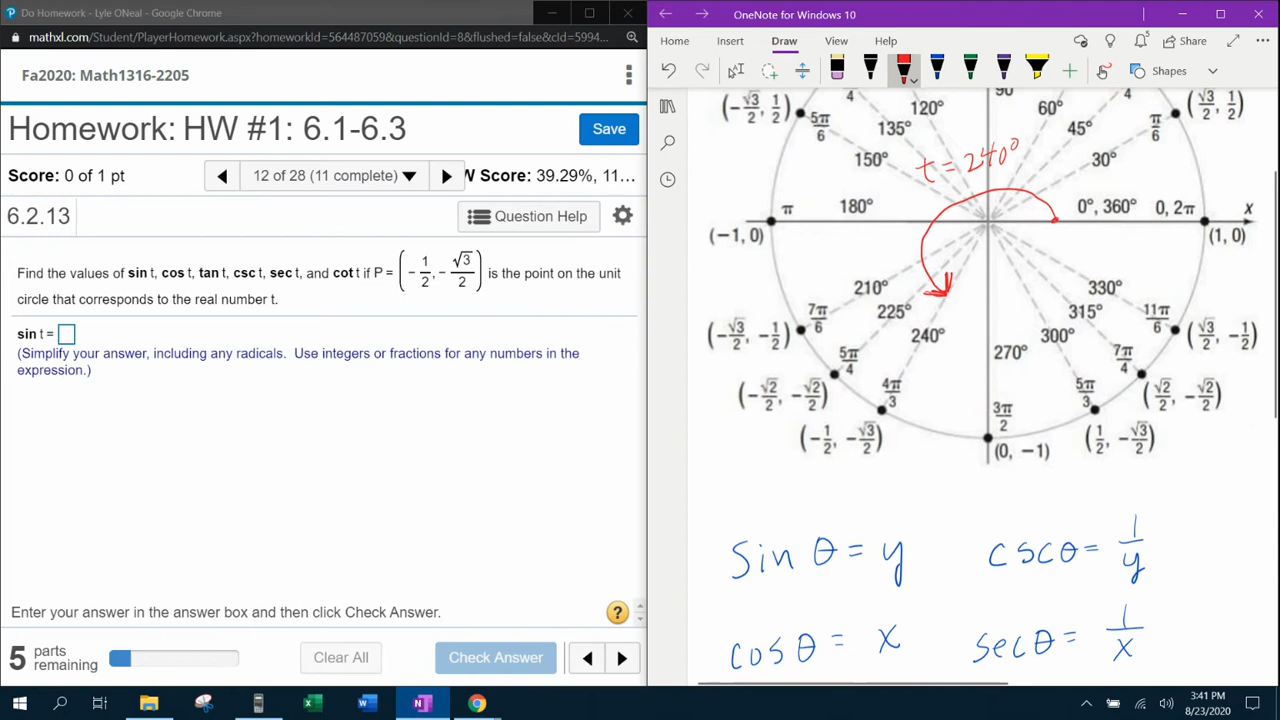 Do Homework - Lyle ONeal - Google Chrome
mathxl.com/Student/PlayerHomework.aspx?homeworkId=5644870597&questionId=8&flushed=false&cId=5994...
Fa2020: Math1316-2205
Homework: HW #1: 6.1-6.3
Save
Score: 0 of 1 pt
12 of 28 (11 complete)
W Score: 39.29%, 11...
6.2.13
Question Help
Find the values of sin t, cos t, tan t, csc t, sec t, and cot t if P = (-1/2, -√3/2) is the point on the unit
circle that corresponds to the real number t.
sin t =
(Simplify your answer, including any radicals. Use integers or fractions for any numbers in the
expression.)
Enter your answer in the answer box and then click Check Answer.
?
5 parts
remaining
Clear All
Check Answer
OneNote for Windows 10
Home Insert Draw View Help
Share
Shapes
(-√3/2, 1/2) 5π/6 4 120° 90 60° 4 (√3/2, 1/2)
135° 45° π/6
150° t = 240° 30°
π 180° 0°, 360° 0, 2π x
(-1, 0) (1, 0)
210° 330°
(-√3/2, -1/2) 7π/6 225° 315° 11π/6 (√3/2, -1/2)
240° 300°
5π/4 270° 7π/4
(-√2/2, -√2/2) 4π/3 5π/3 (√2/2, -√2/2)
3π/2
(-1/2, -√3/2) (0, -1) (1/2, -√3/2)
sin θ = y csc θ = 1/y
cos θ = x sec θ = 1/x
3:41 PM
8/23/2020